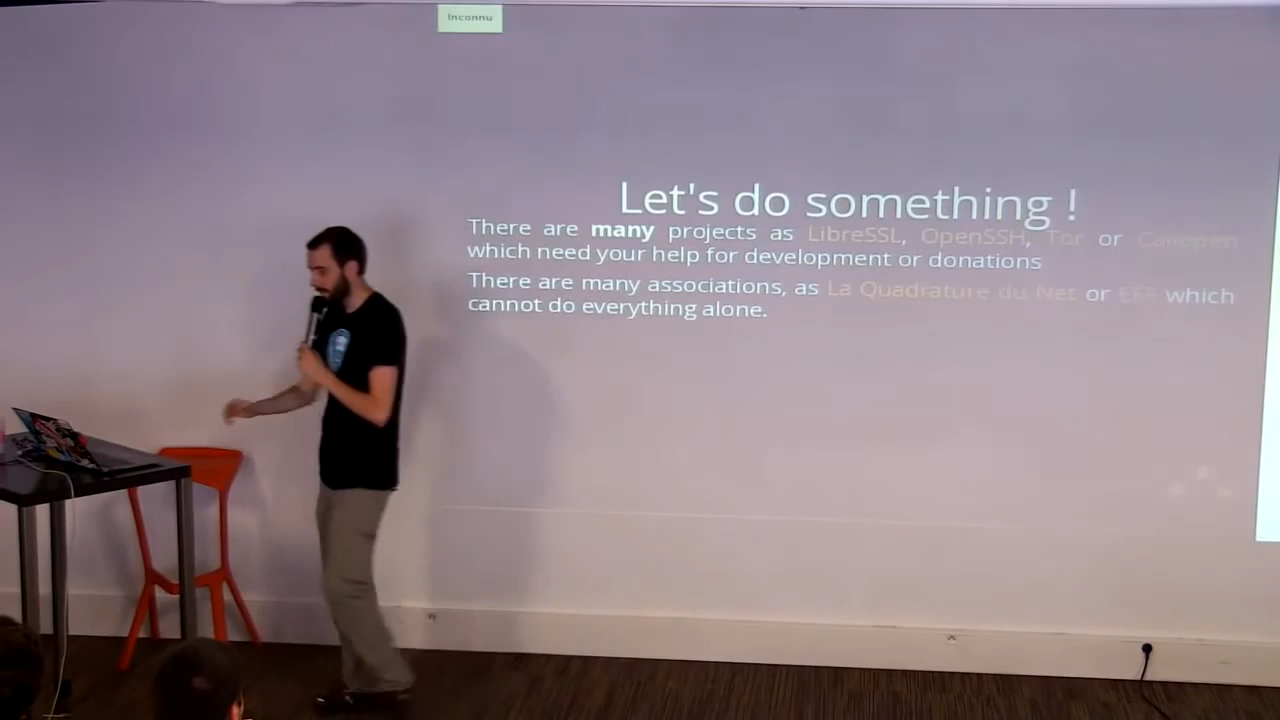 Inconnu
Let's do something !
There are many projects as LibreSSL, OpenSSH, Tor or Caliopen
which need your help for development or donations
There are many associations, as La Quadrature du Net or EFF which
cannot do everything alone.